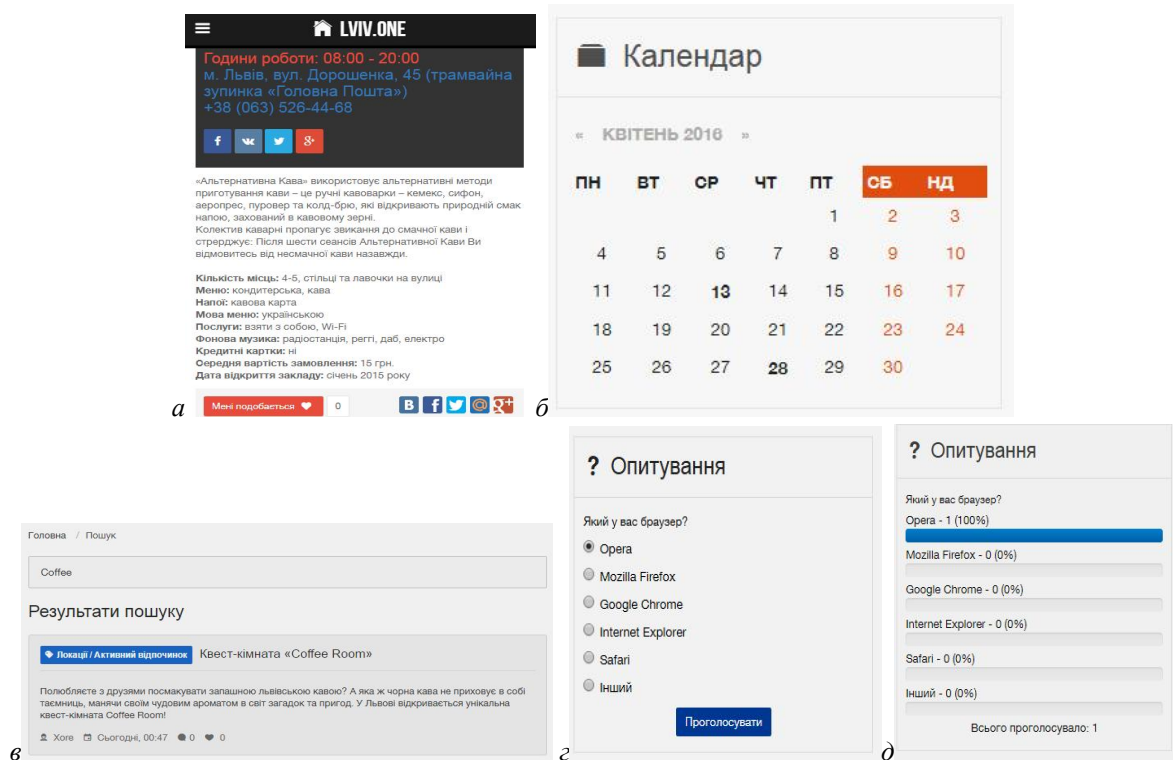 LVIV.ONE
Години роботи: 08:00 - 20:00
м. Львів, вул. Дорошенка, 45 (трамвайна
зупинка «Головна Пошта»)
+38 (063) 526-44-68
«Альтернативна Кава» використовує альтернативні методи
приготування кави – це ручні кавоварки – кемекс, сифон,
аеропрес, пуровер та колд-брю, які відкривають природній смак
напою, захований в кавовому зерні.
Колектив каварні пропагує звикання до смачної кави і
стрерджує: Після шести сеансів Альтернативної Кави Ви
відмовитесь від несмачної кави назавжди.
Кількість місць: 4-5, стільці та лавочки на вулиці
Меню: кондитерська, кава
Напої: кавова карта
Мова меню: українською
Послуги: взяти з собою, Wi-Fi
Фонова музика: радіостанція, реггі, даб, електро
Кредитні картки: ні
Середня вартість замовлення: 15 грн.
Дата відкриття закладу: січень 2015 року
Мені подобається 0
а
Календар
« КВІТЕНЬ 2016 »
ПН ВТ СР ЧТ ПТ СБ НД
1 2 3
4 5 6 7 8 9 10
11 12 13 14 15 16 17
18 19 20 21 22 23 24
25 26 27 28 29 30
б
Головна / Пошук
Coffee
Результати пошуку
Локації / Активний відпочинок Квест-кімната «Coffee Room»
Полюбляєте з друзями посмакувати запашною львівською кавою? А яка ж чорна кава не приховує в собі
таємниць, манячи своїм чудовим ароматом в світ загадок та пригод. У Львові відкривається унікальна
квест-кімната Coffee Room!
Xore Сьогодні, 00:47 0 0
в
? Опитування
Який у вас браузер?
Opera
Mozilla Firefox
Google Chrome
Internet Explorer
Safari
Інший
Проголосувати
г
? Опитування
Який у вас браузер?
Opera - 1 (100%)
Mozilla Firefox - 0 (0%)
Google Chrome - 0 (0%)
Internet Explorer - 0 (0%)
Safari - 0 (0%)
Інший - 0 (0%)
Всього проголосувало: 1
д